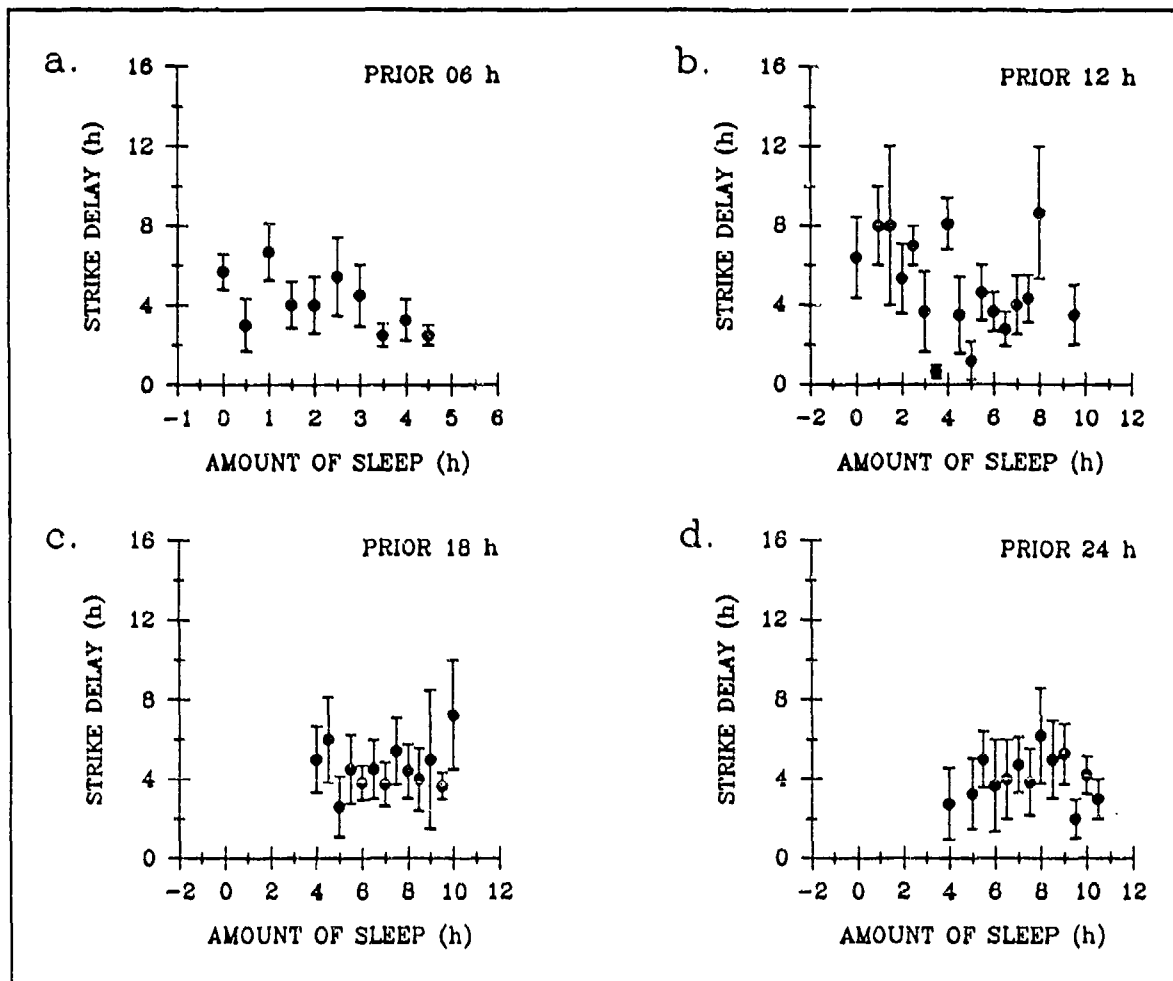 a.
PRIOR 06 h
STRIKE DELAY (h)
16
12
8
4
0
-1 0 1 2 3 4 5 6
AMOUNT OF SLEEP (h)
b.
PRIOR 12 h
STRIKE DELAY (h)
16
12
8
4
0
-2 0 2 4 6 8 10 12
AMOUNT OF SLEEP (h)
c.
PRIOR 18 h
STRIKE DELAY (h)
16
12
8
4
0
-2 0 2 4 6 8 10 12
AMOUNT OF SLEEP (h)
d.
PRIOR 24 h
STRIKE DELAY (h)
16
12
8
4
0
-2 0 2 4 6 8 10 12
AMOUNT OF SLEEP (h)